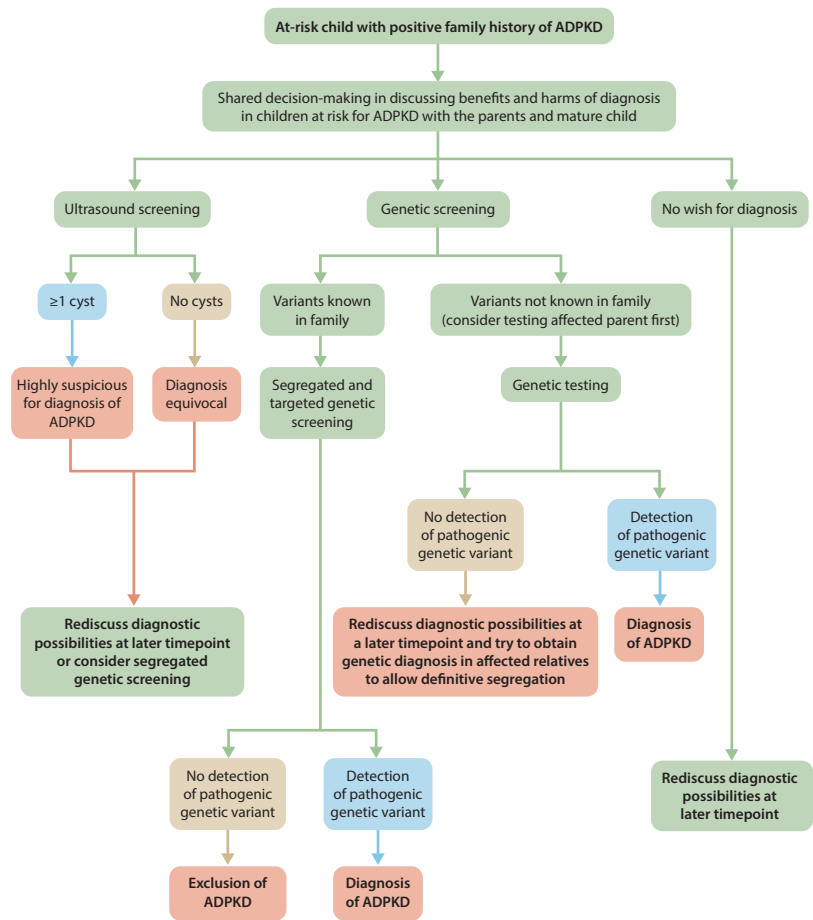 At-risk child with positive family history of ADPKD
Shared decision-making in discussing benefits and harms of diagnosis
in children at risk for ADPKD with the parents and mature child
Ultrasound screening
Genetic screening
No wish for diagnosis
≥1 cyst
No cysts
Variants known
in family
Variants not known in family
(consider testing affected parent first)
Highly suspicious
for diagnosis of
ADPKD
Diagnosis
equivocal
Segregated and
targeted genetic
screening
Genetic testing
No detection
of pathogenic
genetic variant
Detection of
pathogenic
genetic variant
Rediscuss diagnostic
possibilities at later timepoint
or consider segregated
genetic screening
Rediscuss diagnostic possibilities at
a later timepoint and try to obtain
genetic diagnosis in affected relatives
to allow definitive segregation
Diagnosis
of ADPKD
No detection
of pathogenic
genetic variant
Detection of
pathogenic
genetic variant
Rediscuss diagnostic
possibilities at
later timepoint
Exclusion of
ADPKD
Diagnosis
of ADPKD